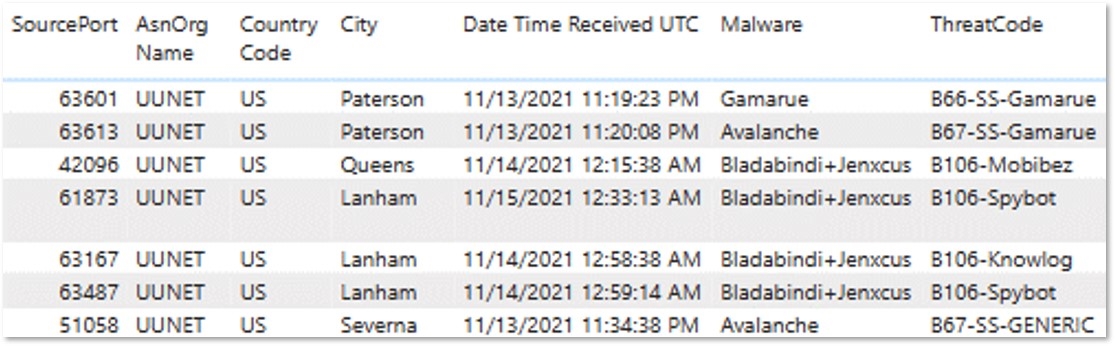 SourcePort AsnOrg Name Country Code City Date Time Received UTC Malware ThreatCode
63601 UUNET US Paterson 11/13/2021 11:19:23 PM Gamarue B66-SS-Gamarue
63613 UUNET US Paterson 11/13/2021 11:20:08 PM Avalanche B67-SS-Gamarue
42096 UUNET US Queens 11/14/2021 12:15:38 AM Bladabindi+Jenxcus B106-Mobibez
61873 UUNET US Lanham 11/15/2021 12:33:13 AM Bladabindi+Jenxcus B106-Spybot
63167 UUNET US Lanham 11/14/2021 12:58:38 AM Bladabindi+Jenxcus B106-Knowlog
63487 UUNET US Lanham 11/14/2021 12:59:14 AM Bladabindi+Jenxcus B106-Spybot
51058 UUNET US Severna 11/13/2021 11:34:38 PM Avalanche B67-SS-GENERIC